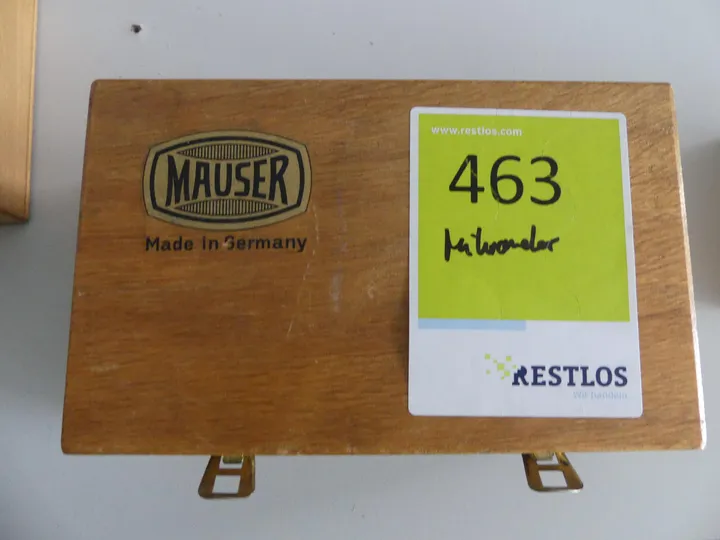 MAUSER
Made in Germany
www.restlos.com
463
Mikrometer
RESTLOS
Wir handeln